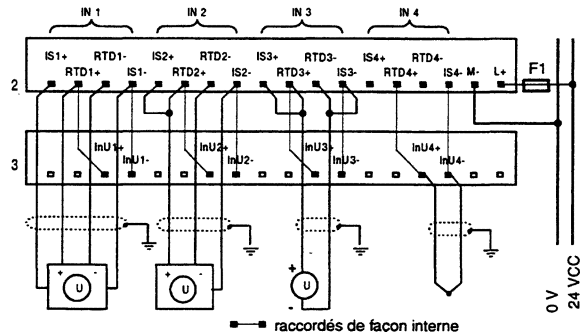 IN 1 IN 2 IN 3 IN 4
IS1+ RTD1- IS2+ RTD2- IS3+ RTD3- IS4+ RTD4-
RTD1+ IS1- RTD2+ IS2- RTD3+ IS3- RTD4+ IS4- M- L+ F1
2
InU1+ InU2+ InU3+ InU4+
3 InU1- InU2- InU3- InU4-
+ - + - +
U U U
-
0 V
24 VCC
raccordés de façon interne